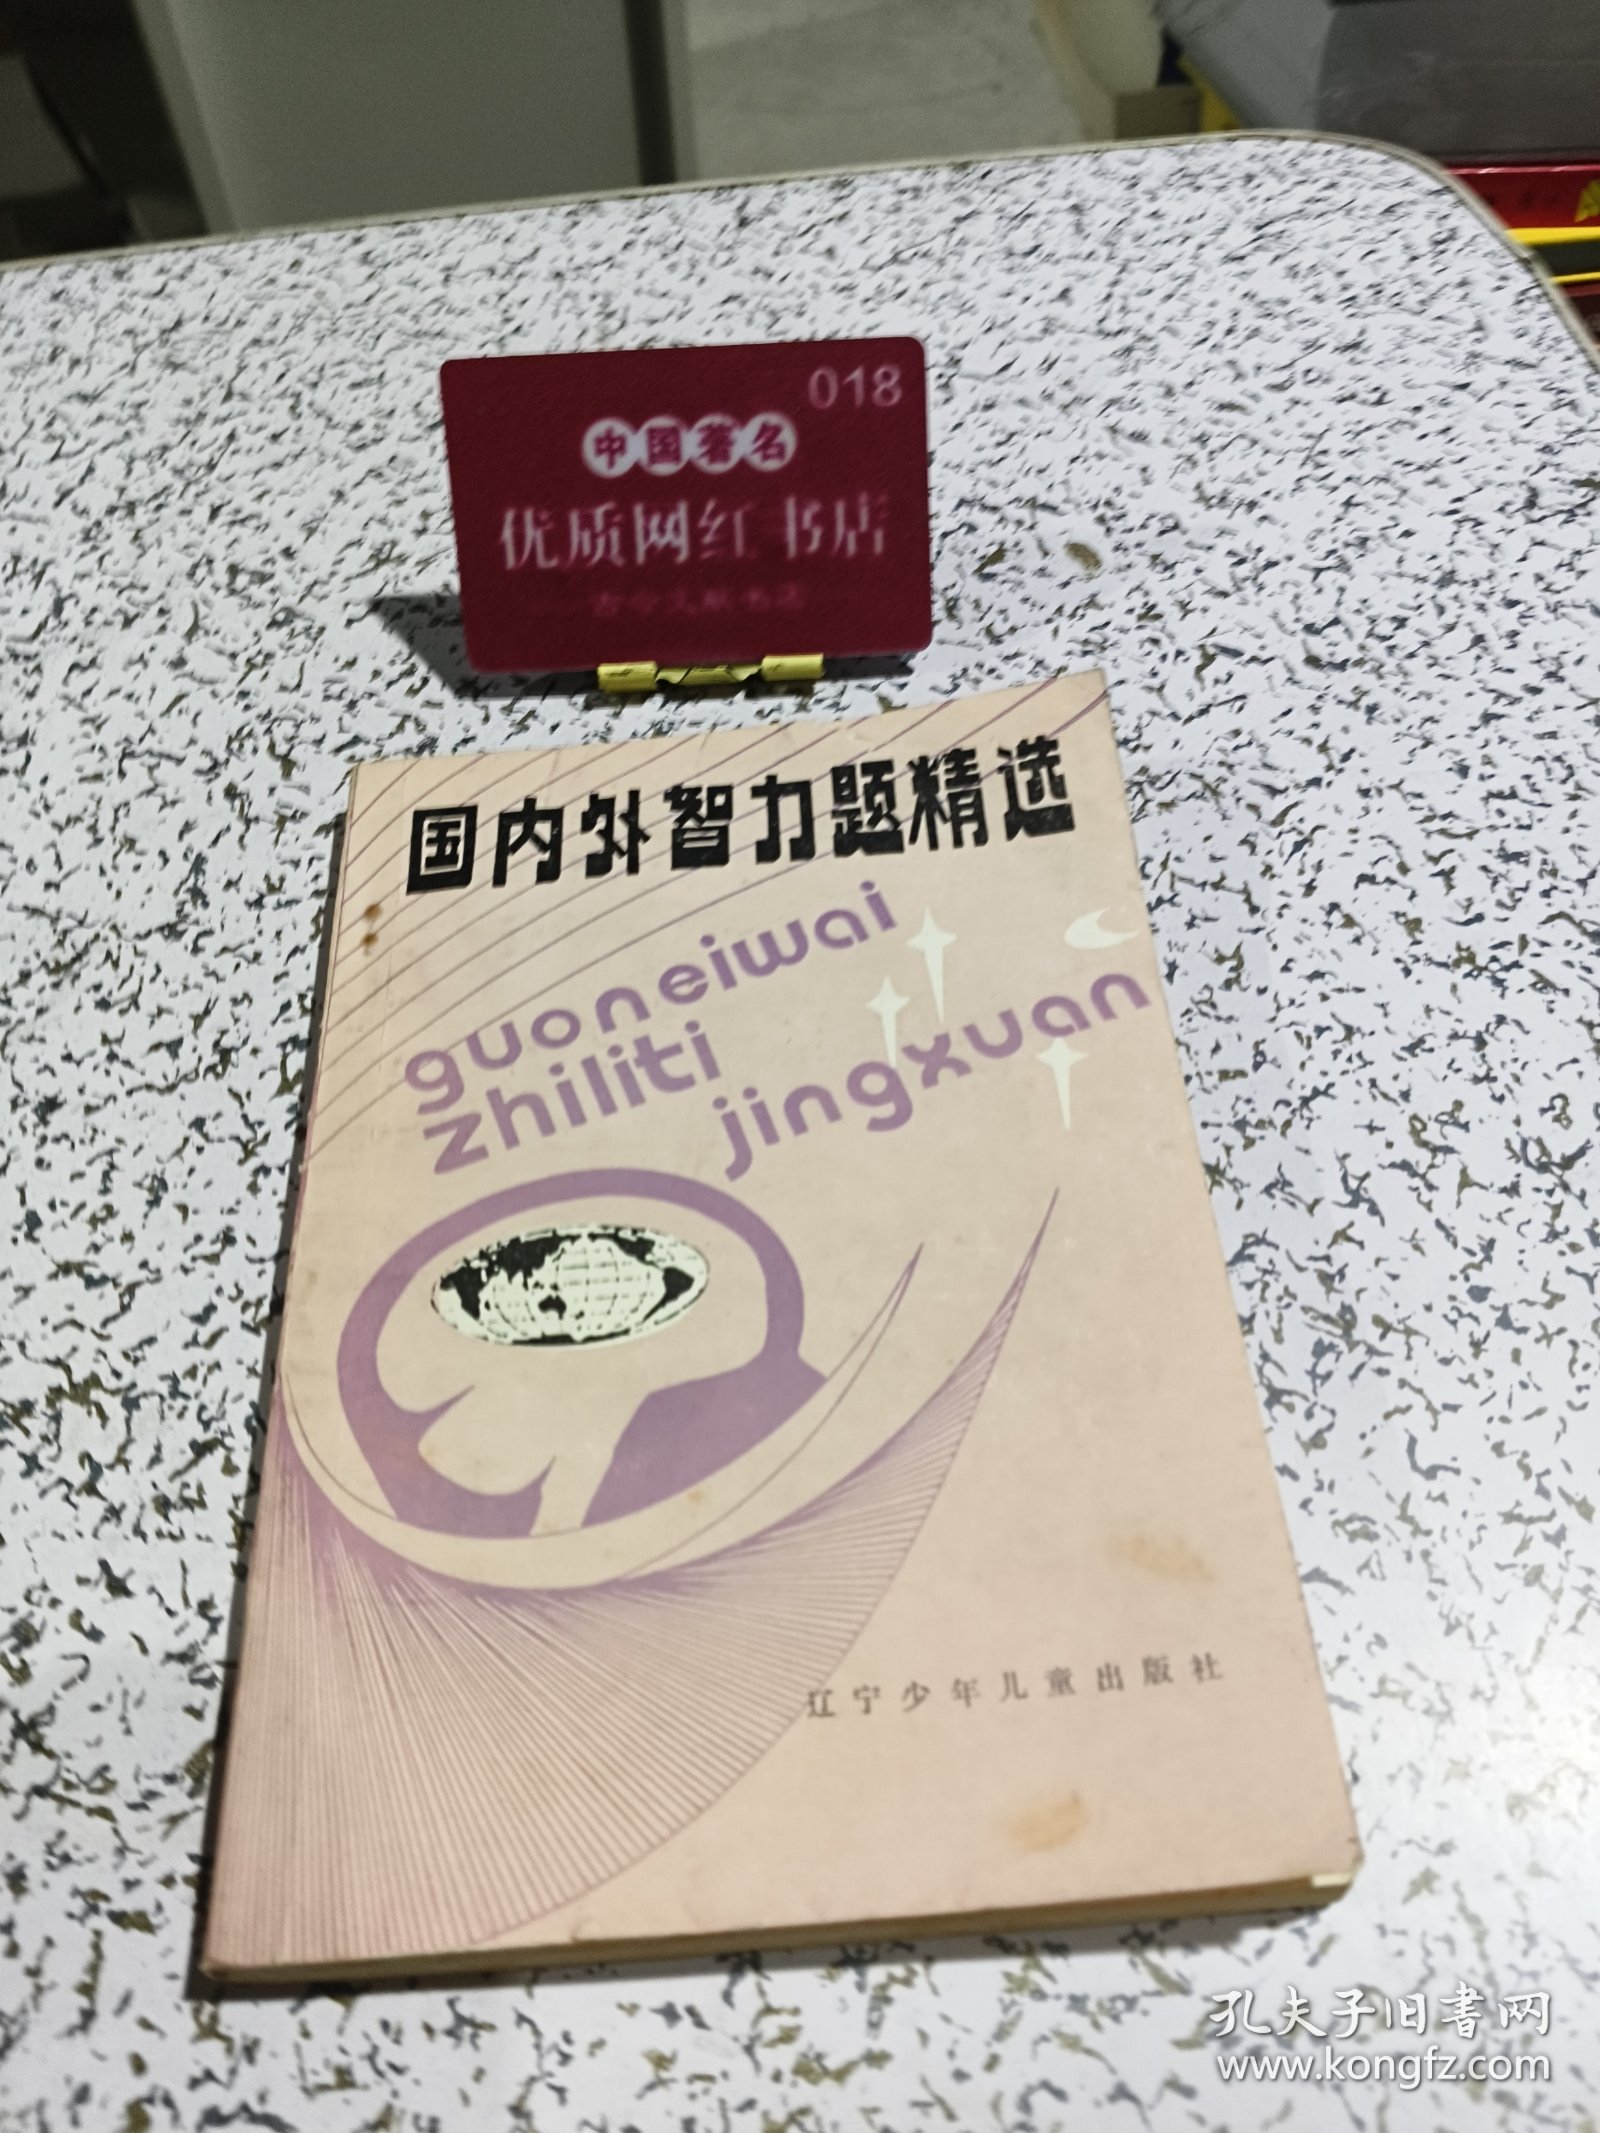 018
中国著名
优质网红书店
国内外智力题精选
guoneiwai
zhiliti
jingxuan
辽宁少年儿童出版社
孔夫子旧书网
www.kongfz.com